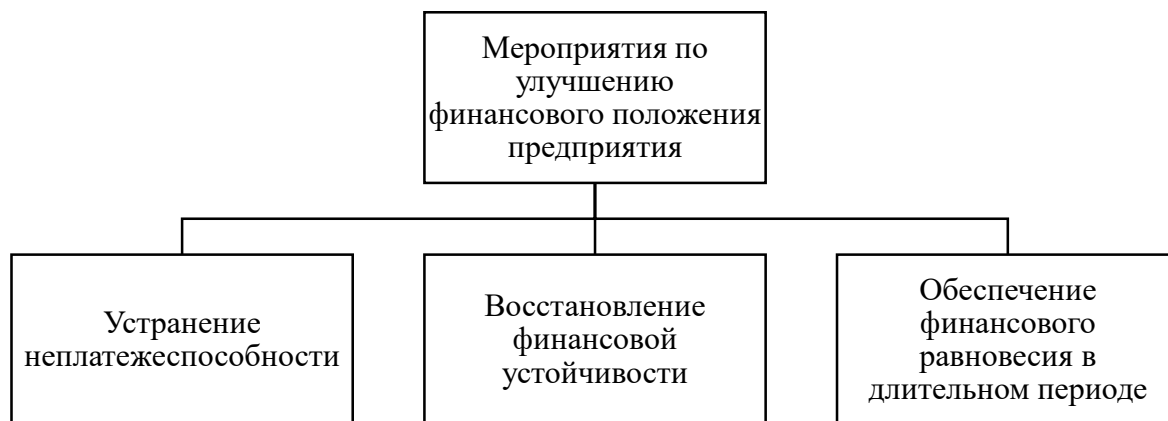 Мероприятия по
улучшению
финансового положения
предприятия
Устранение
неплатежеспособности
Восстановление
финансовой
устойчивости
Обеспечение
финансового
равновесия в
длительном периоде